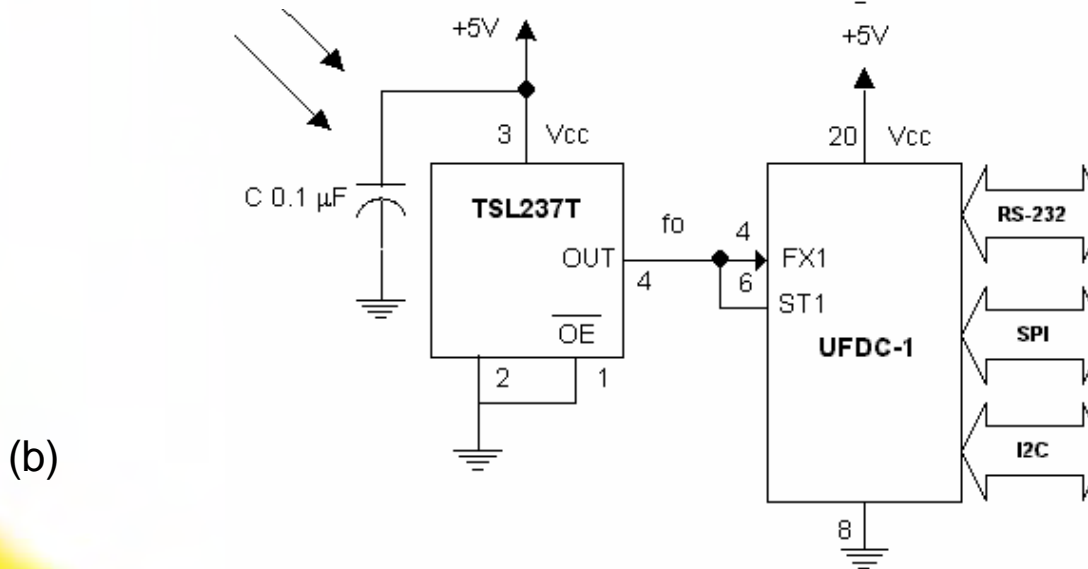 +5V
+5V
3 Vcc
20 Vcc
C 0.1 µF
TSL237T
RS-232
fo
4
OUT
FX1
4
6
ST1
OE
SPI
UFDC-1
2
1
I2C
(b)
8